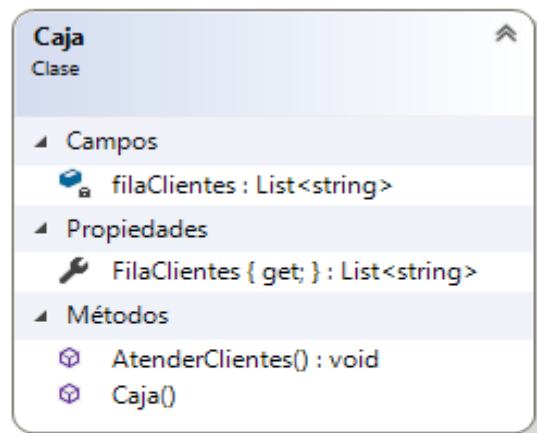 Caja
Clase
Campos
filaClientes : List<string>
Propiedades
FilaClientes { get; } : List<string>
Métodos
AtenderClientes() : void
Caja()